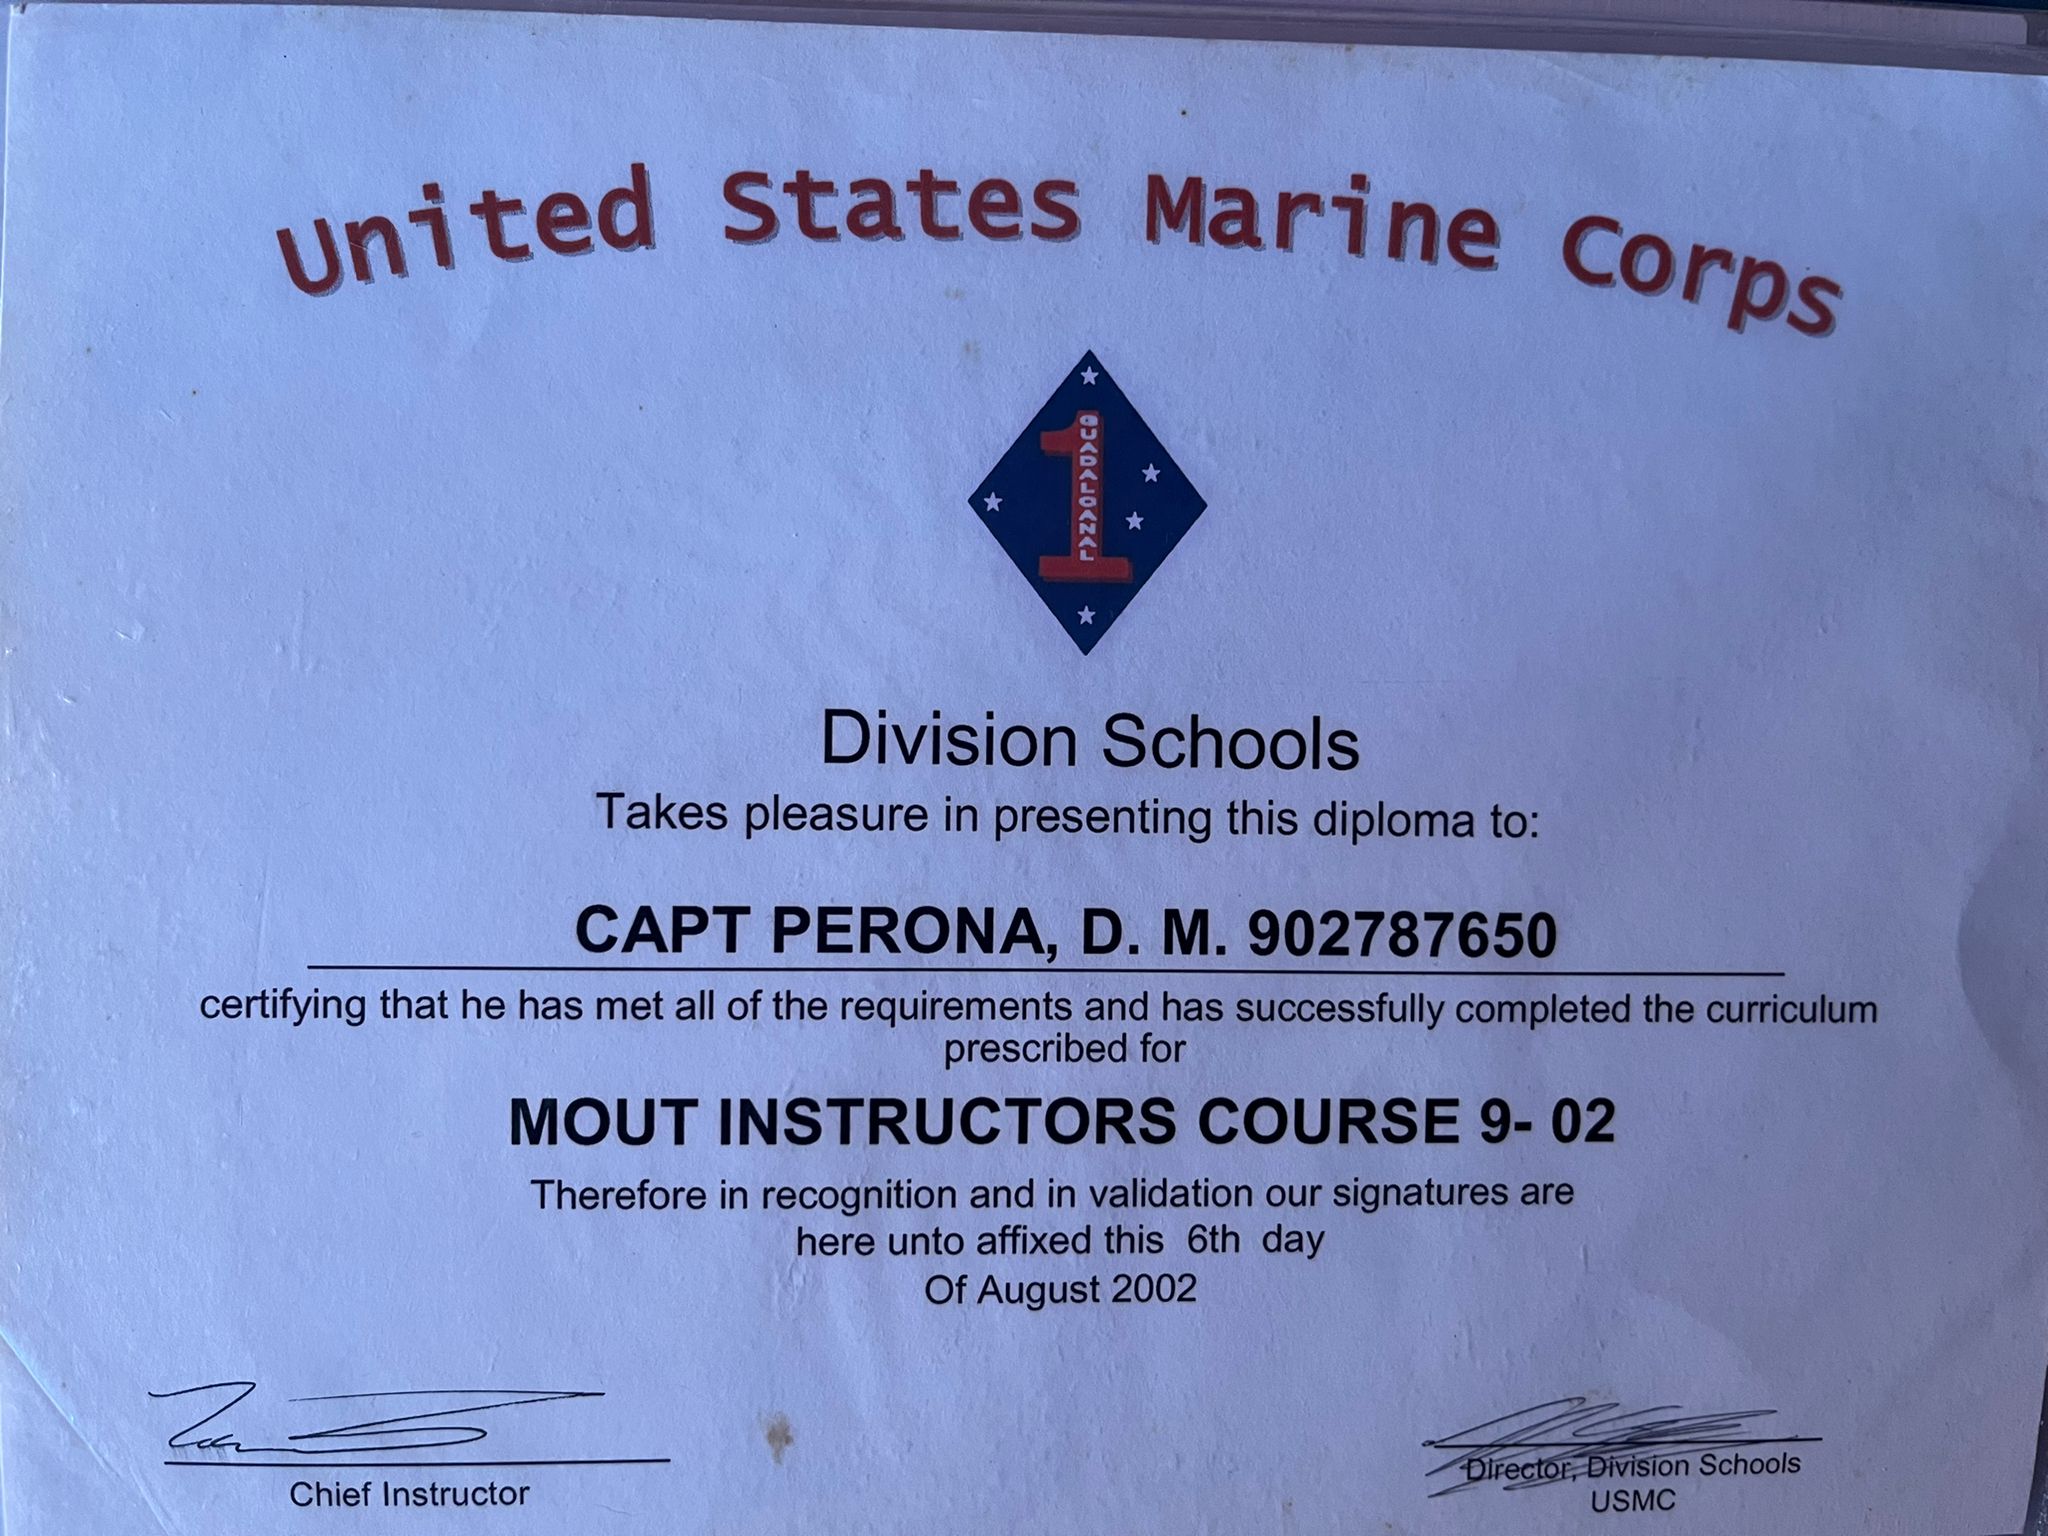 United States Marine Corps
1
GUADALCANAL
Division Schools
Takes pleasure in presenting this diploma to:
CAPT PERONA, D. M. 902787650
certifying that he has met all of the requirements and has successfully completed the curriculum
prescribed for
MOUT INSTRUCTORS COURSE 9- 02
Therefore in recognition and in validation our signatures are
here unto affixed this 6th day
Of August 2002
Chief Instructor
Director, Division Schools
USMC